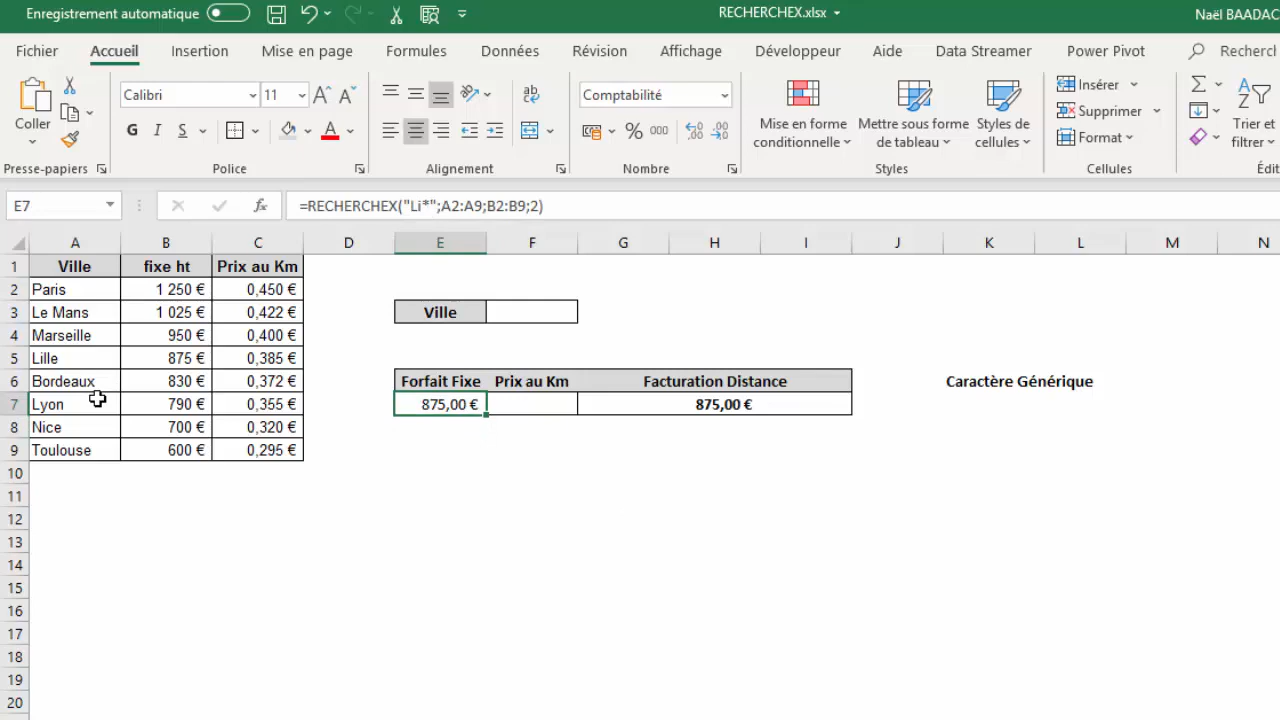 Enregistrement automatique
RECHERCHEX.xlsx
Naël BAADAC
Fichier Accueil Insertion Mise en page Formules Données Révision Affichage Développeur Aide Data Streamer Power Pivot Rechercl
Coller
Presse-papiers
Calibri 11
G I S
Police
ab
Alignement
Comptabilité
% 000
Nombre
Mise en forme conditionnelle
Mettre sous forme de tableau
Styles de cellules
Styles
Insérer
Supprimer
Format
Cellules
Trier et
filtrer
Édit
E7 fx =RECHERCHEX("Li*";A2:A9;B2:B9;2)
A B C D E F G H I J K L M N
1 Ville fixe ht Prix au Km
2 Paris 1 250 € 0,450 €
3 Le Mans 1 025 € 0,422 € Ville
4 Marseille 950 € 0,400 €
5 Lille 875 € 0,385 €
6 Bordeaux 830 € 0,372 € Forfait Fixe Prix au Km Facturation Distance Caractère Générique
7 Lyon 790 € 0,355 € 875,00 € 875,00 €
8 Nice 700 € 0,320 €
9 Toulouse 600 € 0,295 €
10
11
12
13
14
15
16
17
18
19
20